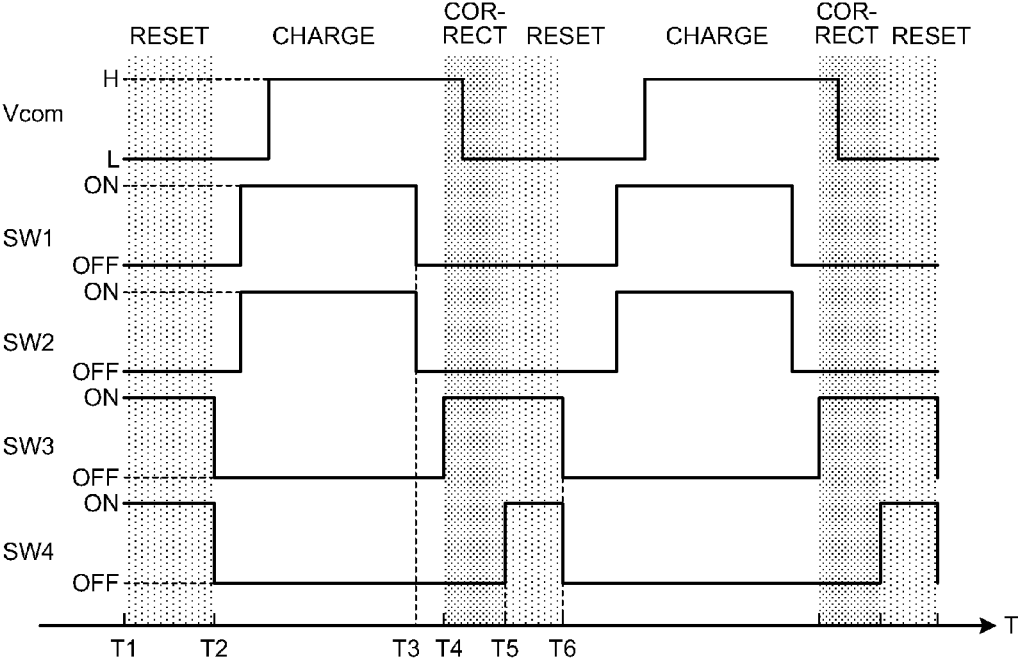 RESET CHARGE COR-
RECT RESET CHARGE COR-
RECT RESET
H
Vcom
L
ON
SW1
OFF
ON
SW2
OFF
ON
SW3
OFF
ON
SW4
OFF
T
T1 T2 T3 T4 T5 T6